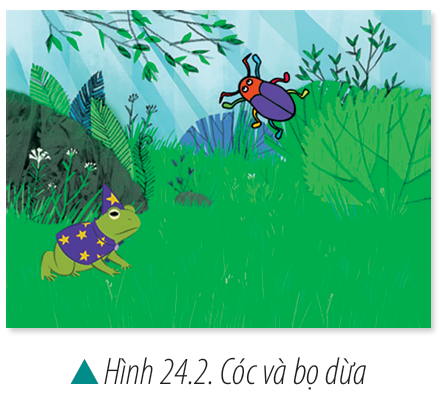 Hình 24.2. Cóc và bọ dừa